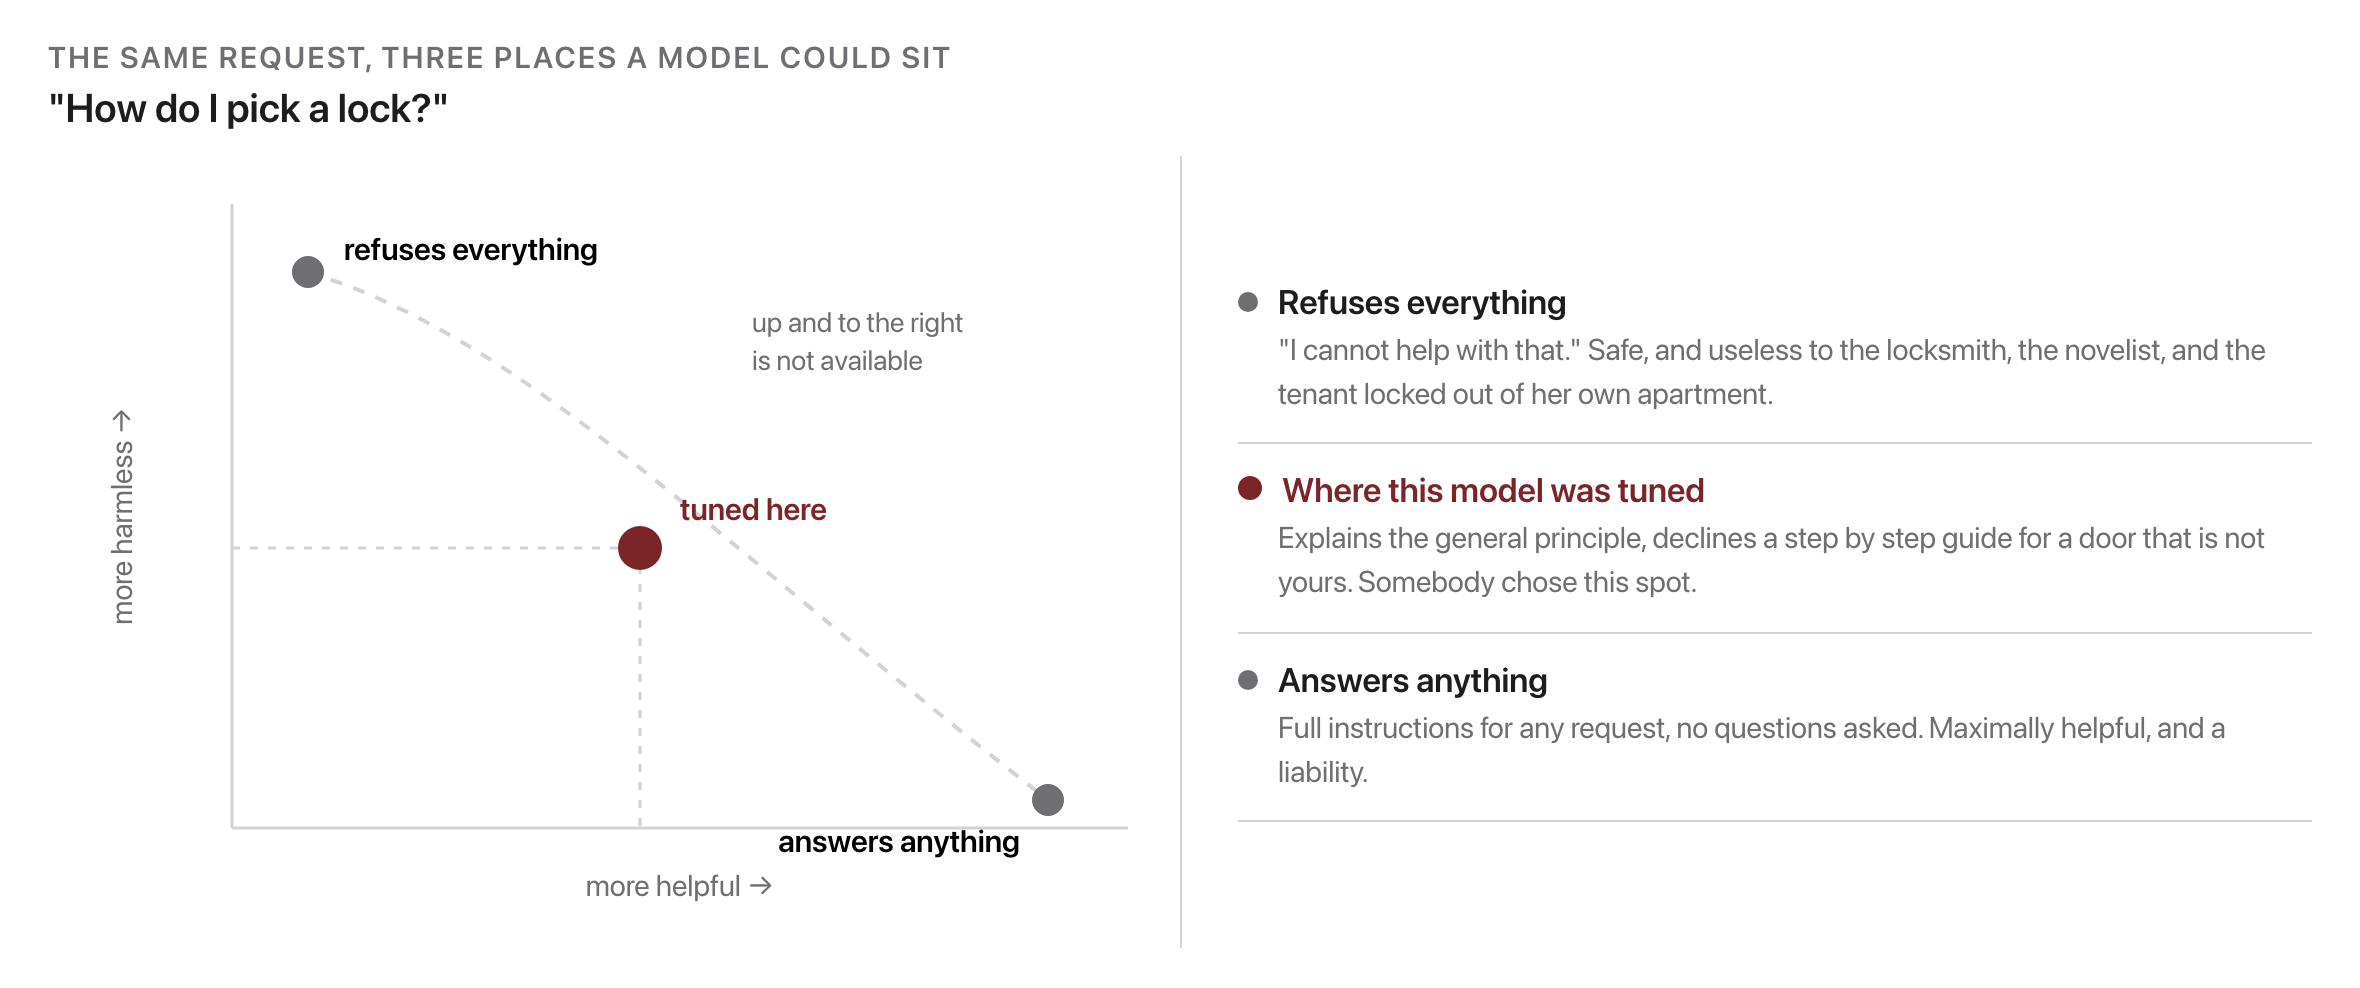 THE SAME REQUEST, THREE PLACES A MODEL COULD SIT
"How do I pick a lock?"
refuses everything
up and to the right
is not available
tuned here
more harmless →
answers anything
more helpful →
Refuses everything
"I cannot help with that." Safe, and useless to the locksmith, the novelist, and the
tenant locked out of her own apartment.
Where this model was tuned
Explains the general principle, declines a step by step guide for a door that is not
yours. Somebody chose this spot.
Answers anything
Full instructions for any request, no questions asked. Maximally helpful, and a
liability.